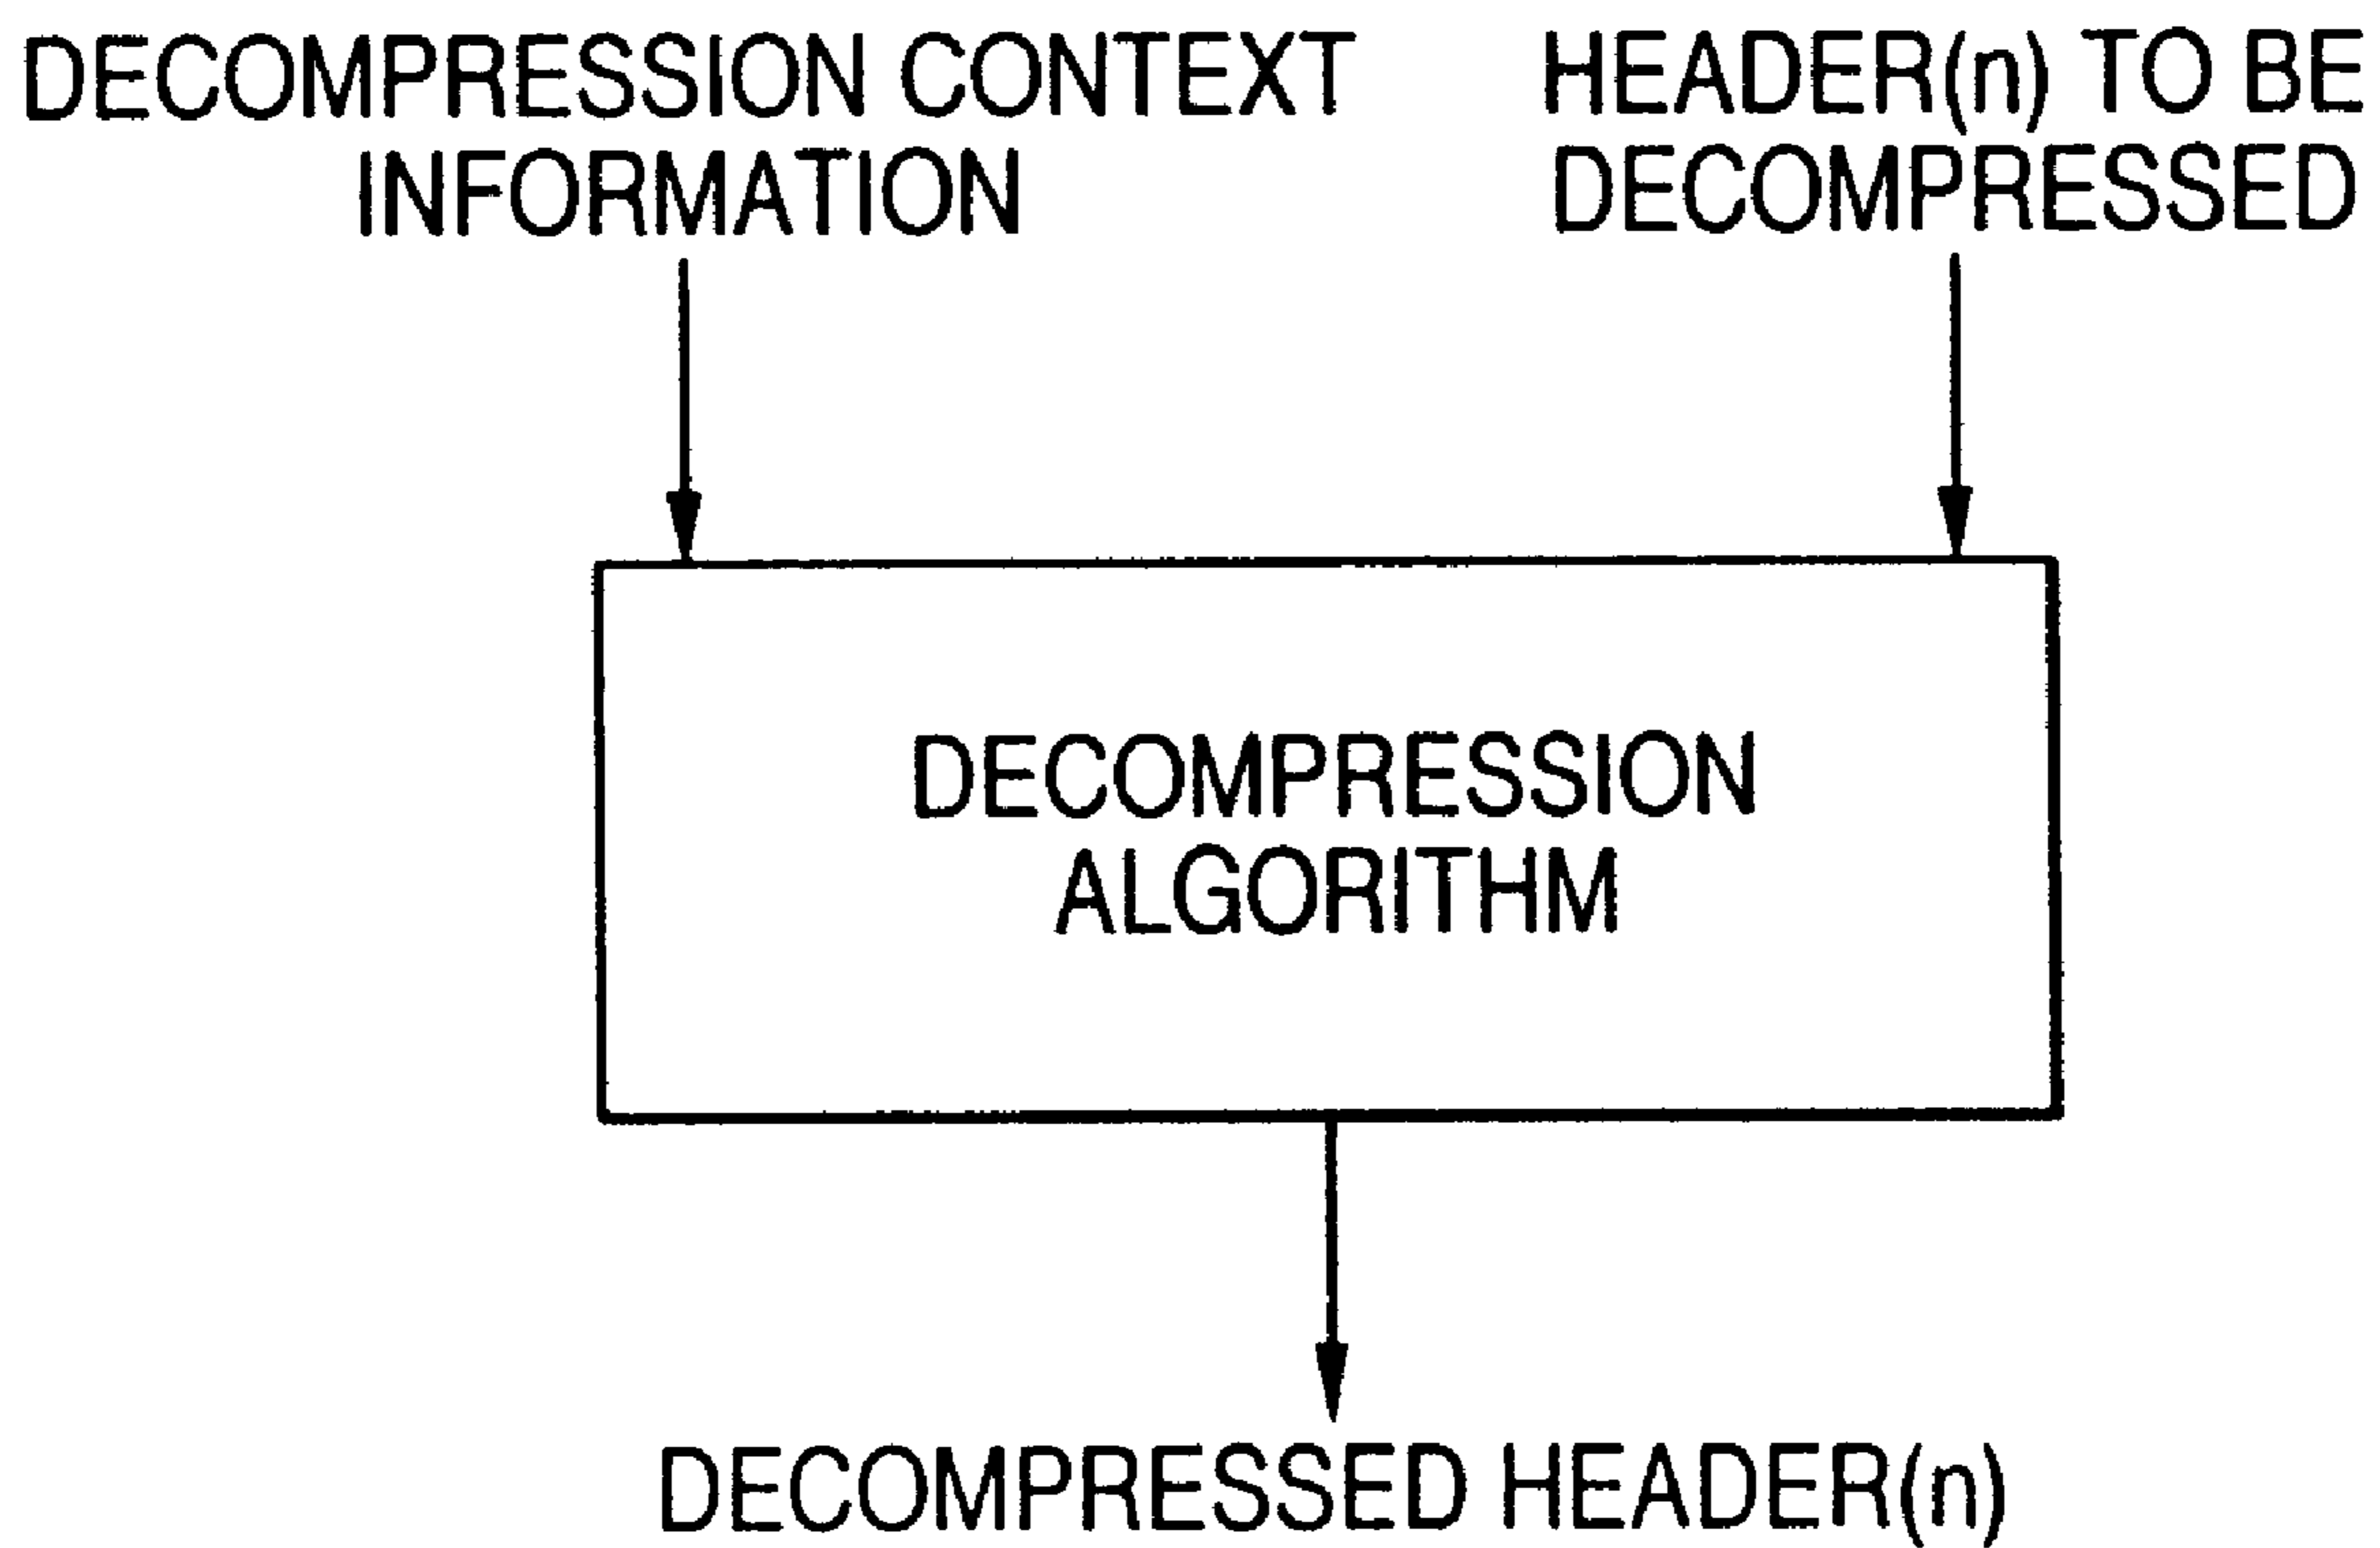 DECOMPRESSION CONTEXT
INFORMATION
HEADER(n) TO BE
DECOMPRESSED
DECOMPRESSION
ALGORITHM
DECOMPRESSED HEADER(n)